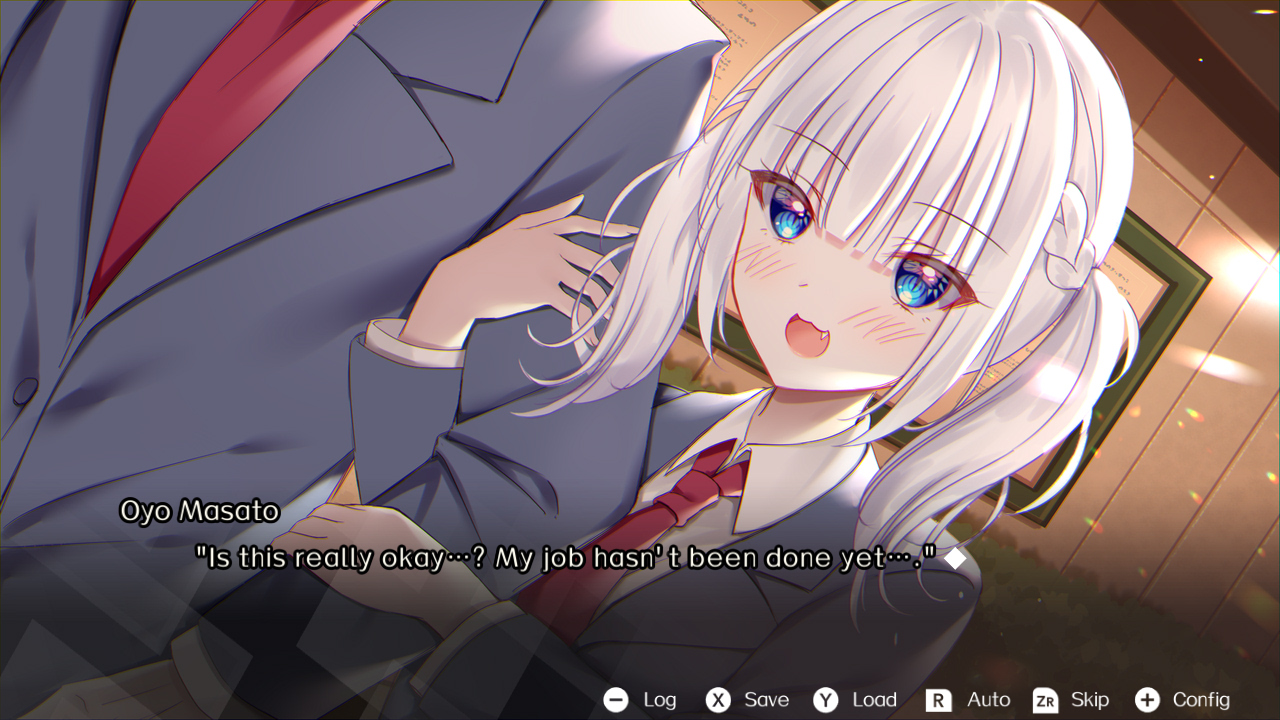 Oyo Masato
"Is this really okay…? My job hasn't been done yet…."
− Log X Save Y Load R Auto ZR Skip + Config